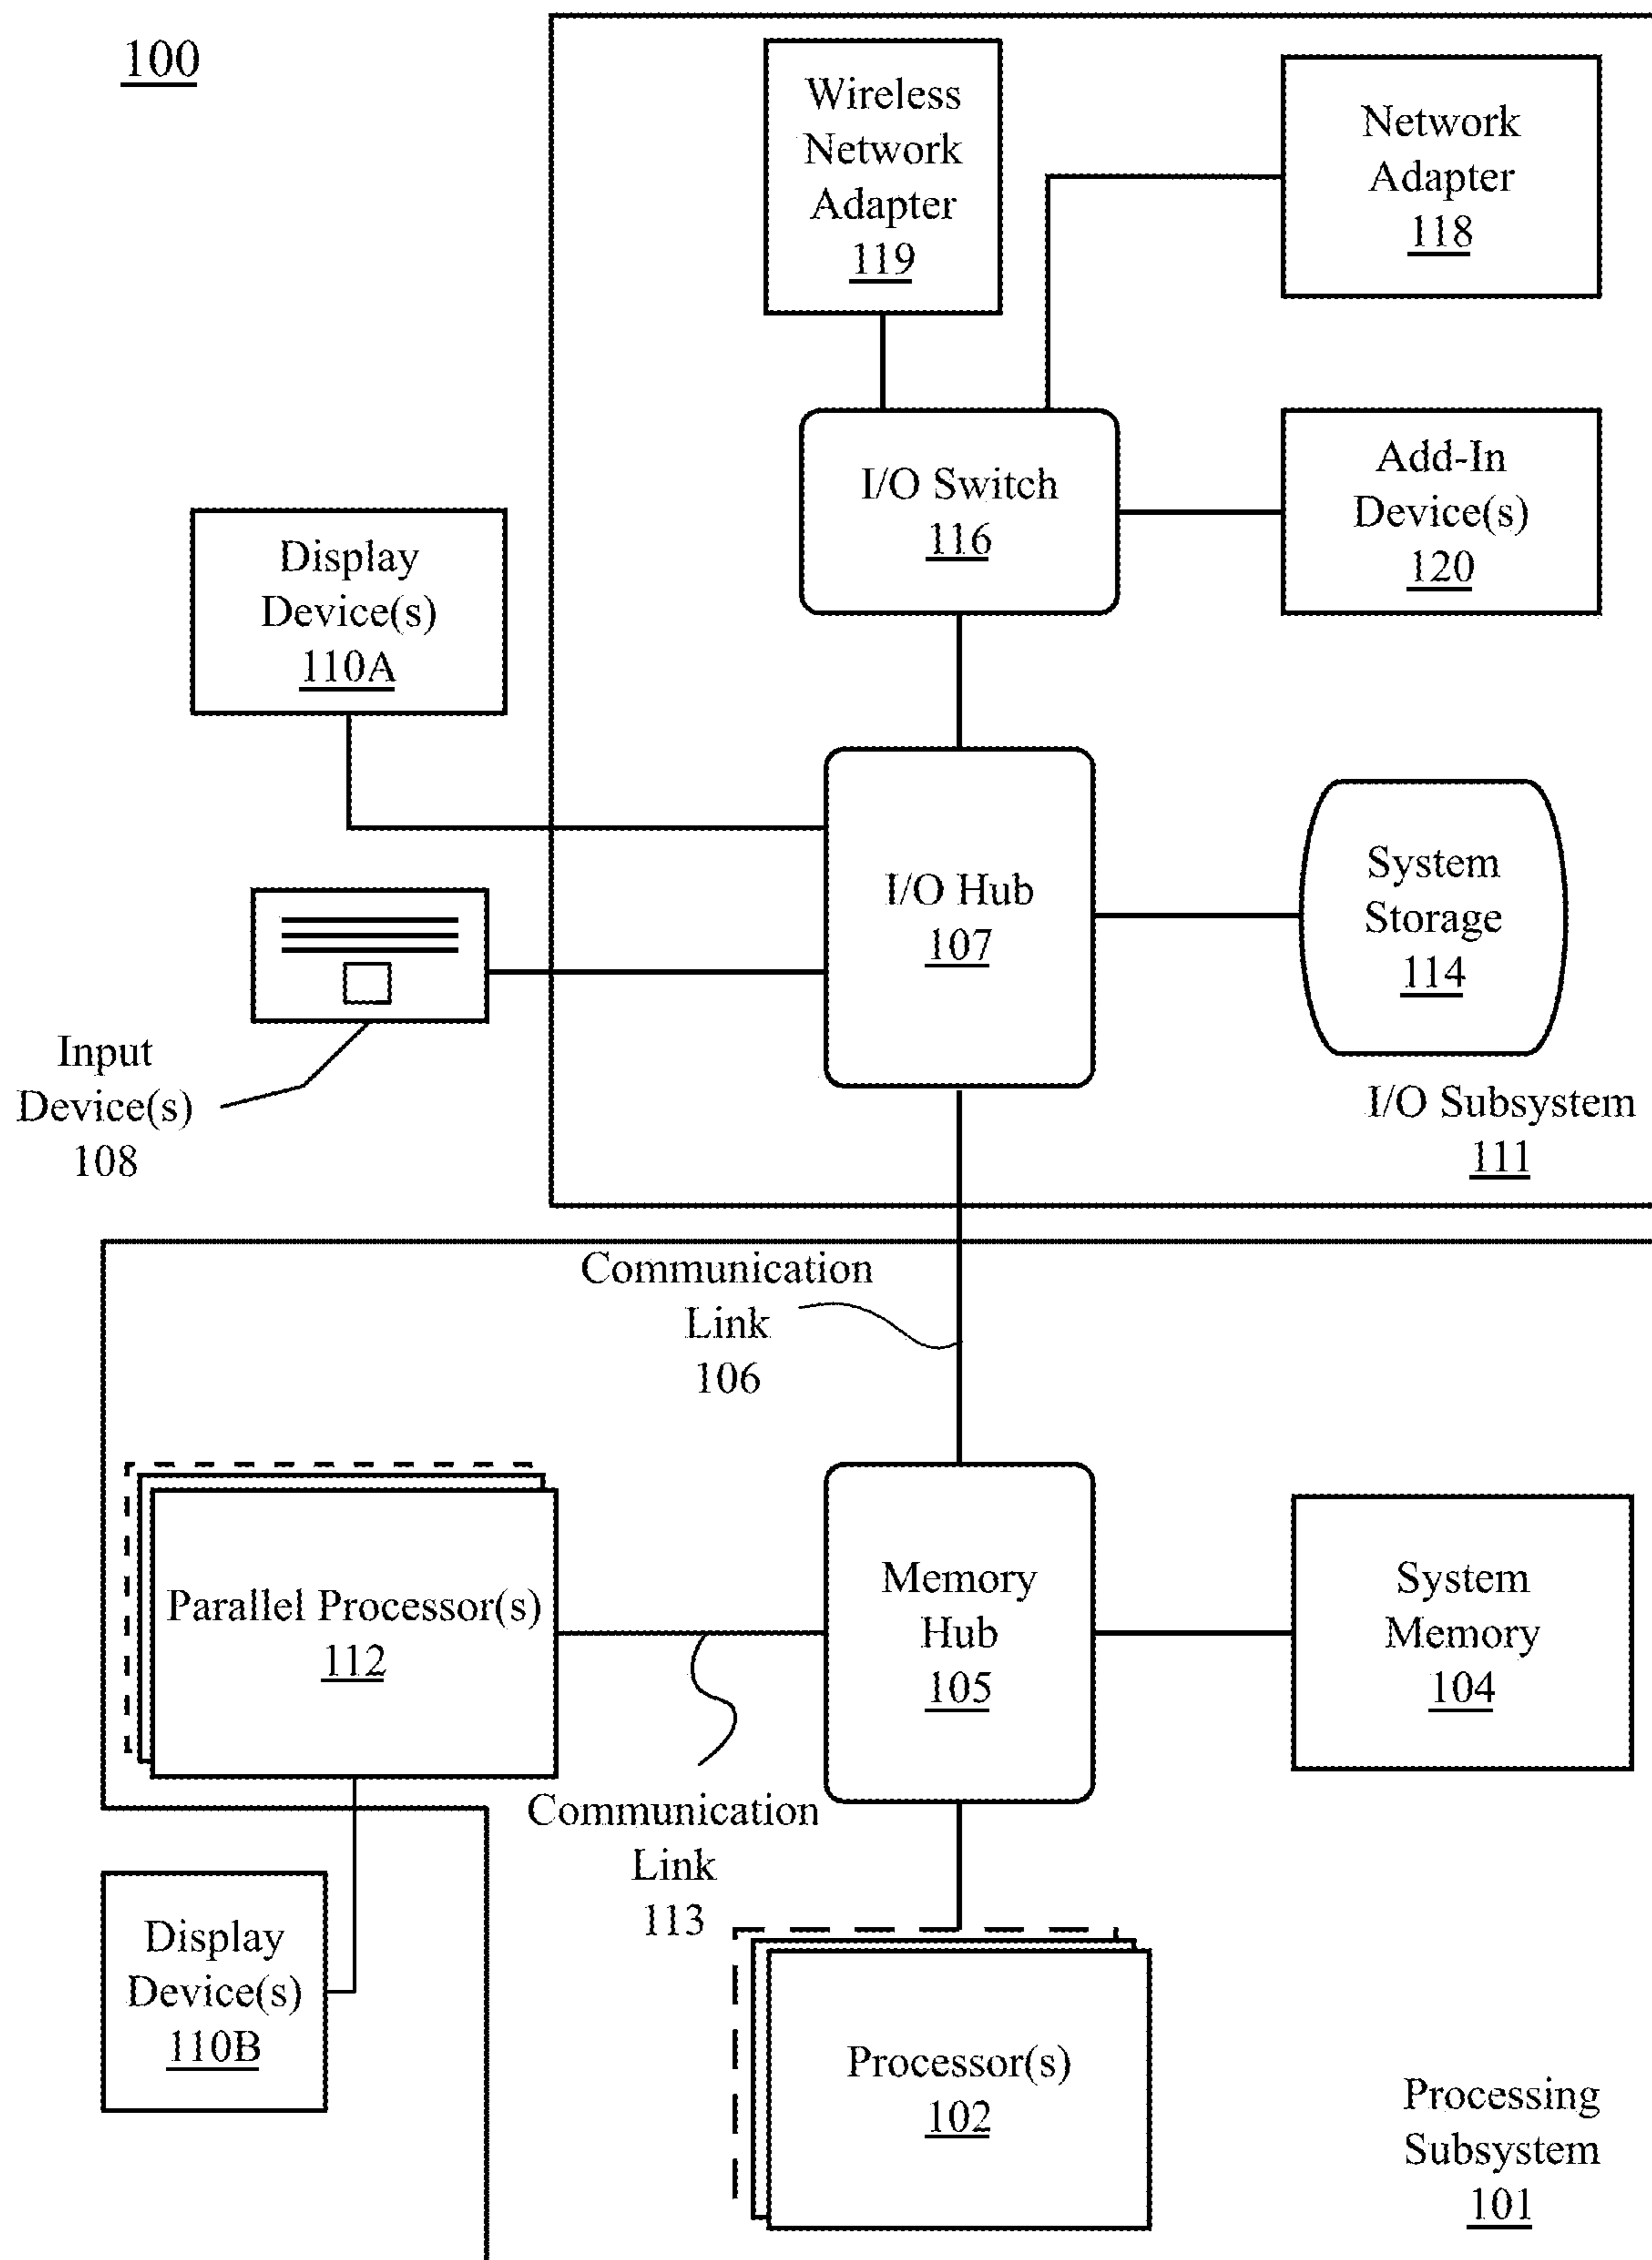 100
Wireless
Network
Adapter
119
Network
Adapter
118
I/O Switch
116
Add-In
Device(s)
120
Display
Device(s)
110A
I/O Hub
107
System
Storage
114
Input
Device(s)
108
I/O Subsystem
111
Communication
Link
106
Parallel Processor(s)
112
Memory
Hub
105
System
Memory
104
Communication
Link
113
Display
Device(s)
110B
Processor(s)
102
Processing
Subsystem
101